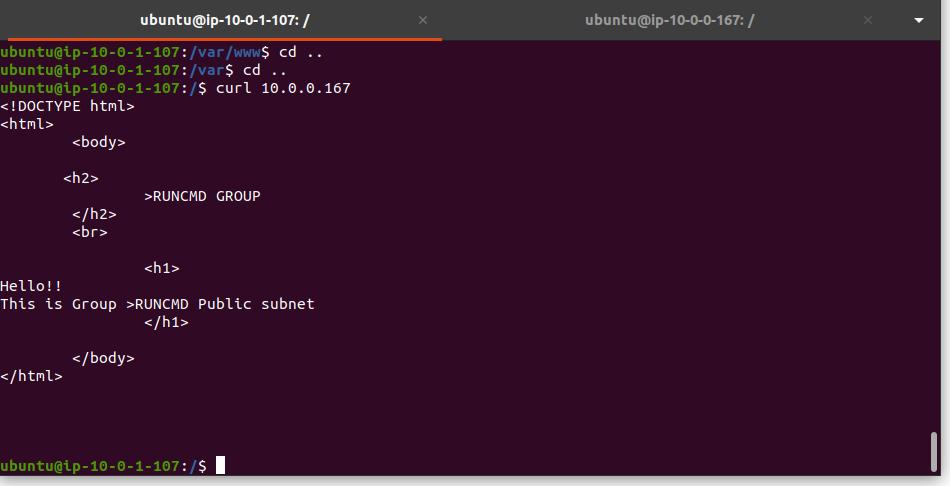 ubuntu@ip-10-0-1-107: /
ubuntu@ip-10-0-0-167: /
ubuntu@ip-10-0-1-107:/var/www$ cd ..
ubuntu@ip-10-0-1-107:/var$ cd ..
ubuntu@ip-10-0-1-107:/$ curl 10.0.0.167
<!DOCTYPE html>
<html>
        <body>
       <h2>
                >RUNCMD GROUP
        </h2>
        <br>
                <h1>
Hello!!
This is Group >RUNCMD Public subnet
                </h1>
        </body>
</html>
ubuntu@ip-10-0-1-107:/$